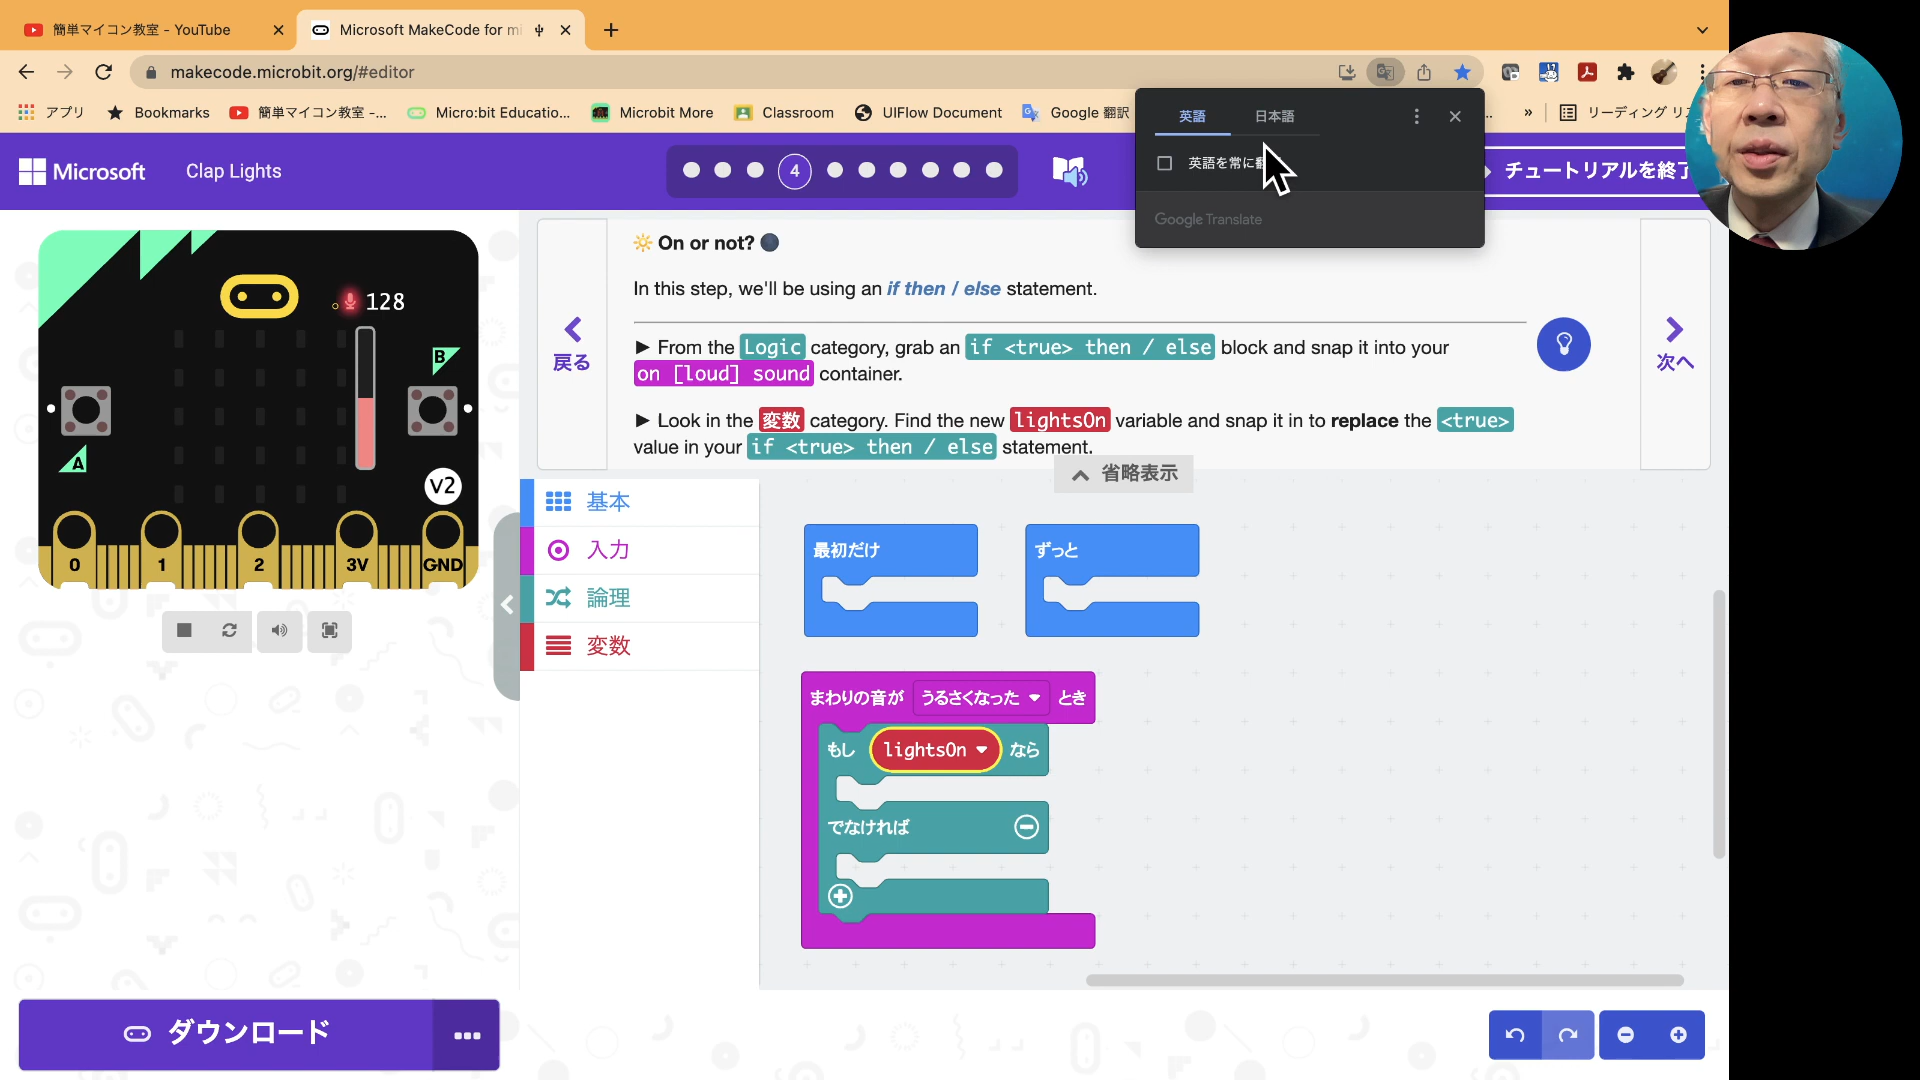 簡単マイコン教室 - YouTube
Microsoft MakeCode for mi
makecode.microbit.org/#editor
アプリ
Bookmarks
簡単マイコン教室 -...
Micro:bit Educatio...
Microbit More
Classroom
UIFlow Document
Google 翻訳
»
リーディング リ
英語
日本語
英語を常に
Google Translate
Microsoft
Clap Lights
4
チュートリアルを終了
128
B
A
V2
0
1
2
3V
GND
戻る
On or not?
In this step, we'll be using an if then / else statement.
► From the Logic category, grab an if <true> then / else block and snap it into your
on [loud] sound container.
► Look in the 変数 category. Find the new lightsOn variable and snap it in to replace the <true>
value in your if <true> then / else statement.
次へ
省略表示
基本
入力
論理
変数
最初だけ
ずっと
まわりの音が うるさくなった とき
もし lightsOn なら
でなければ
ダウンロード